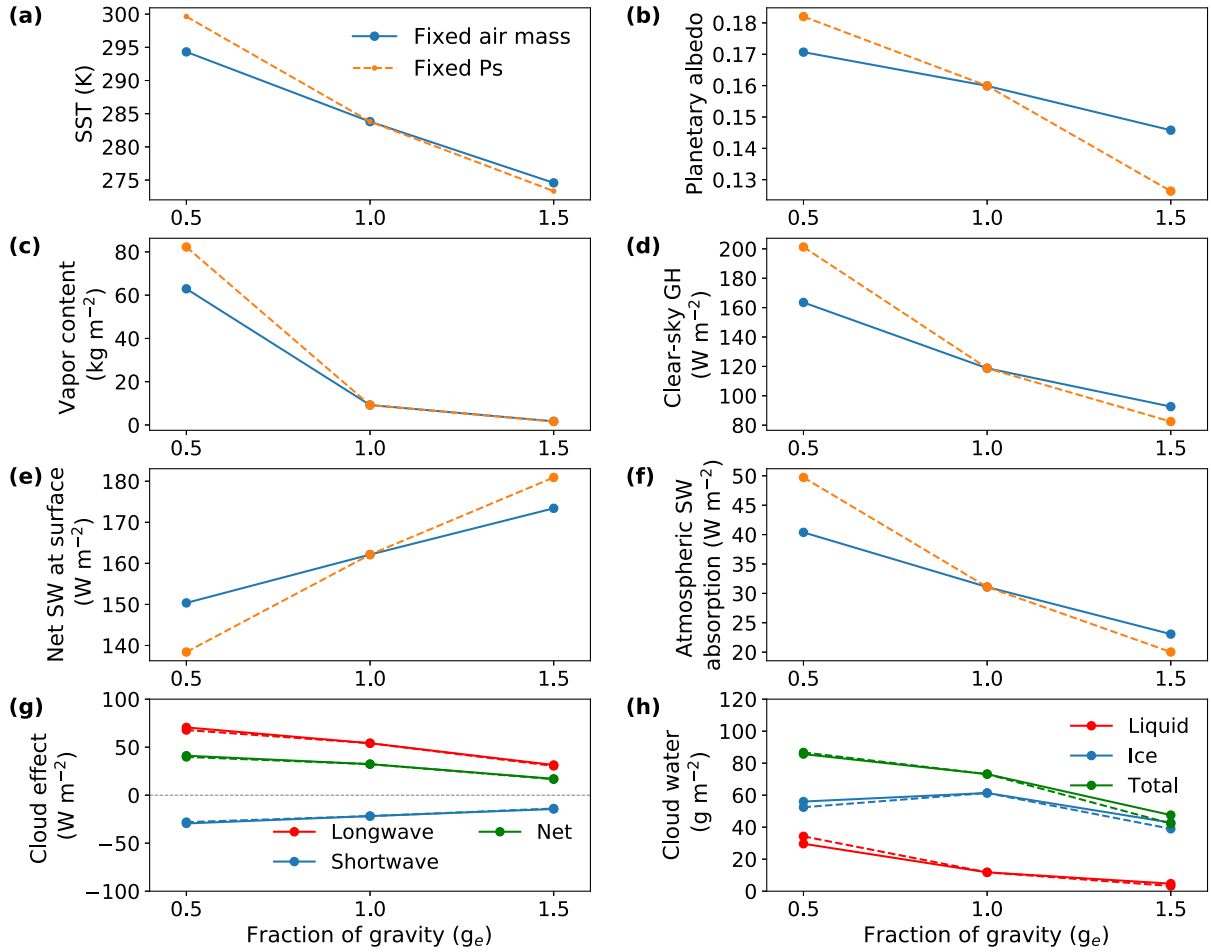 (a)
SST (K)
300
295
290
285
280
275
0.5
1.0
1.5
Fixed air mass
Fixed Ps
(b)
Planetary albedo
0.18
0.17
0.16
0.15
0.14
0.13
0.5
1.0
1.5
(c)
Vapor content
(kg m−2)
80
60
40
20
0
0.5
1.0
1.5
(d)
Clear-sky GH
(W m−2)
200
180
160
140
120
100
80
0.5
1.0
1.5
(e)
Net SW at surface
(W m−2)
180
170
160
150
140
0.5
1.0
1.5
(f)
Atmospheric SW
absorption (W m−2)
50
45
40
35
30
25
20
0.5
1.0
1.5
(g)
Cloud effect
(W m−2)
100
50
0
−50
−100
Longwave
Shortwave
Net
0.5
1.0
1.5
Fraction of gravity (ge)
(h)
Cloud water
(g m−2)
120
100
80
60
40
20
0
Liquid
Ice
Total
0.5
1.0
1.5
Fraction of gravity (ge)